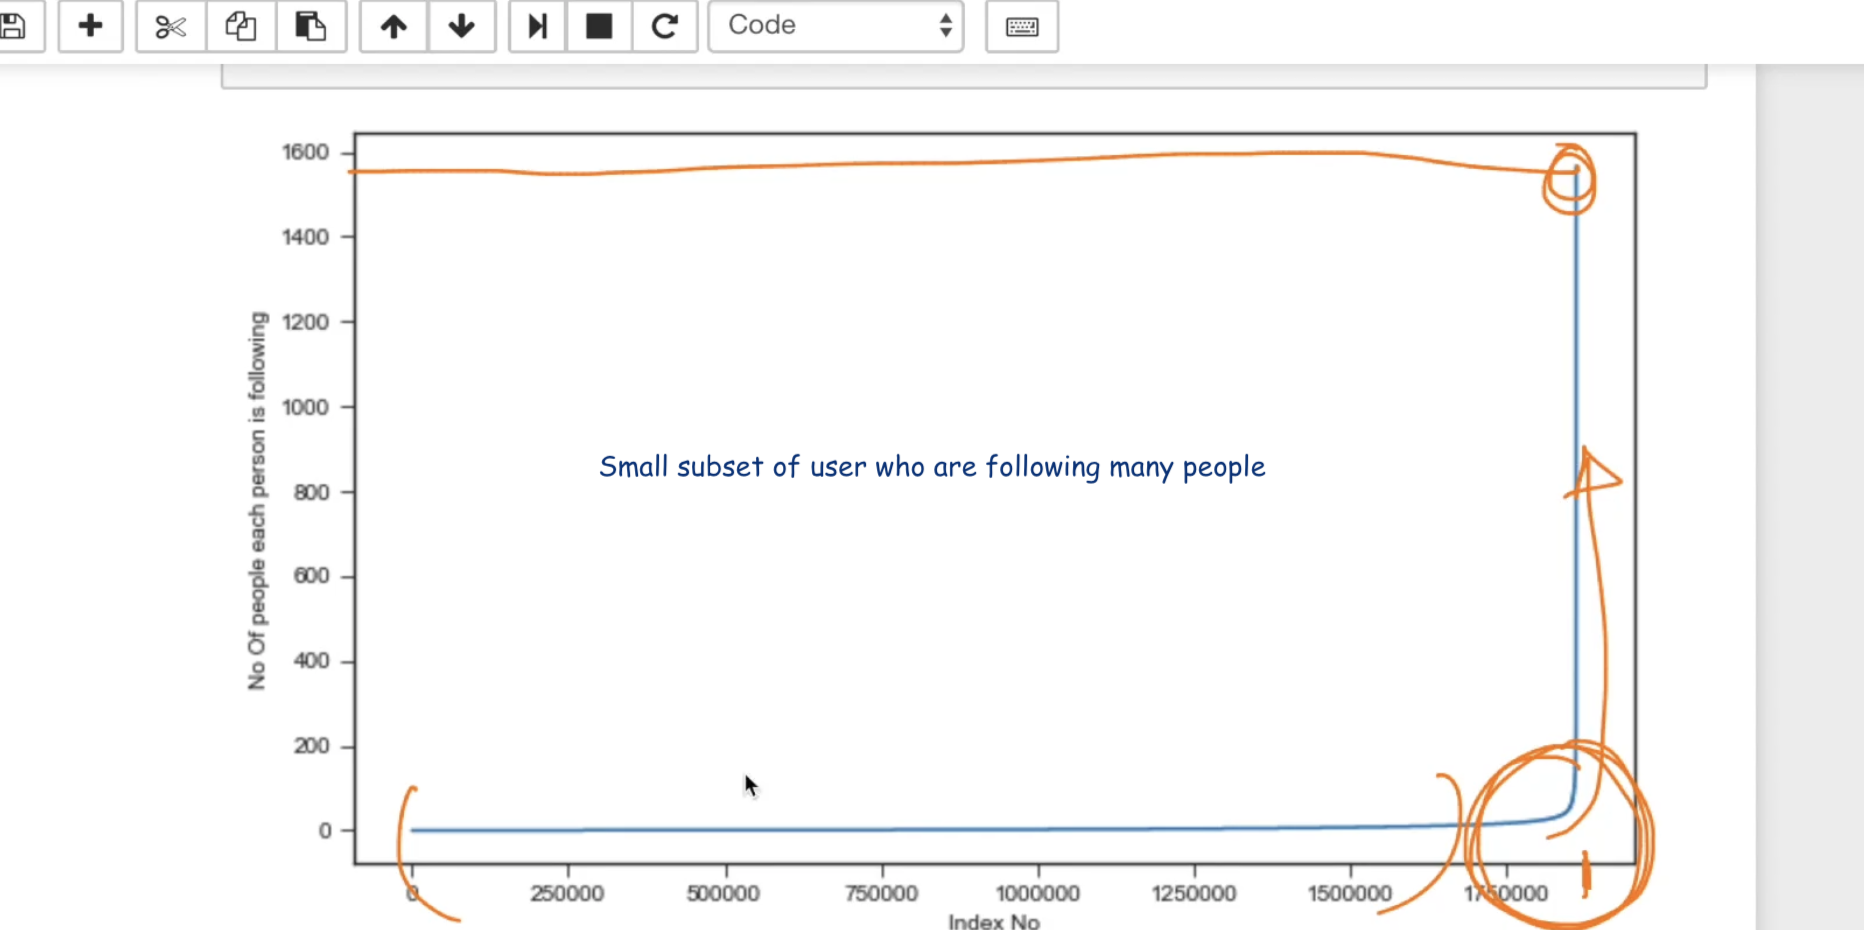 Code
1600
1400
1200
1000
800
600
400
200
0
No Of people each person is following
Small subset of user who are following many people
0 250000 500000 750000 1000000 1250000 1500000 1750000
Index No